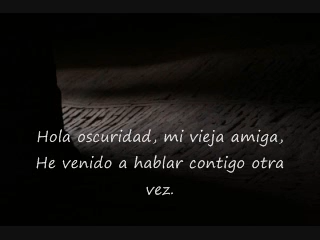 Hola oscuridad, mi vieja amiga,
He venido a hablar contigo otra
vez.